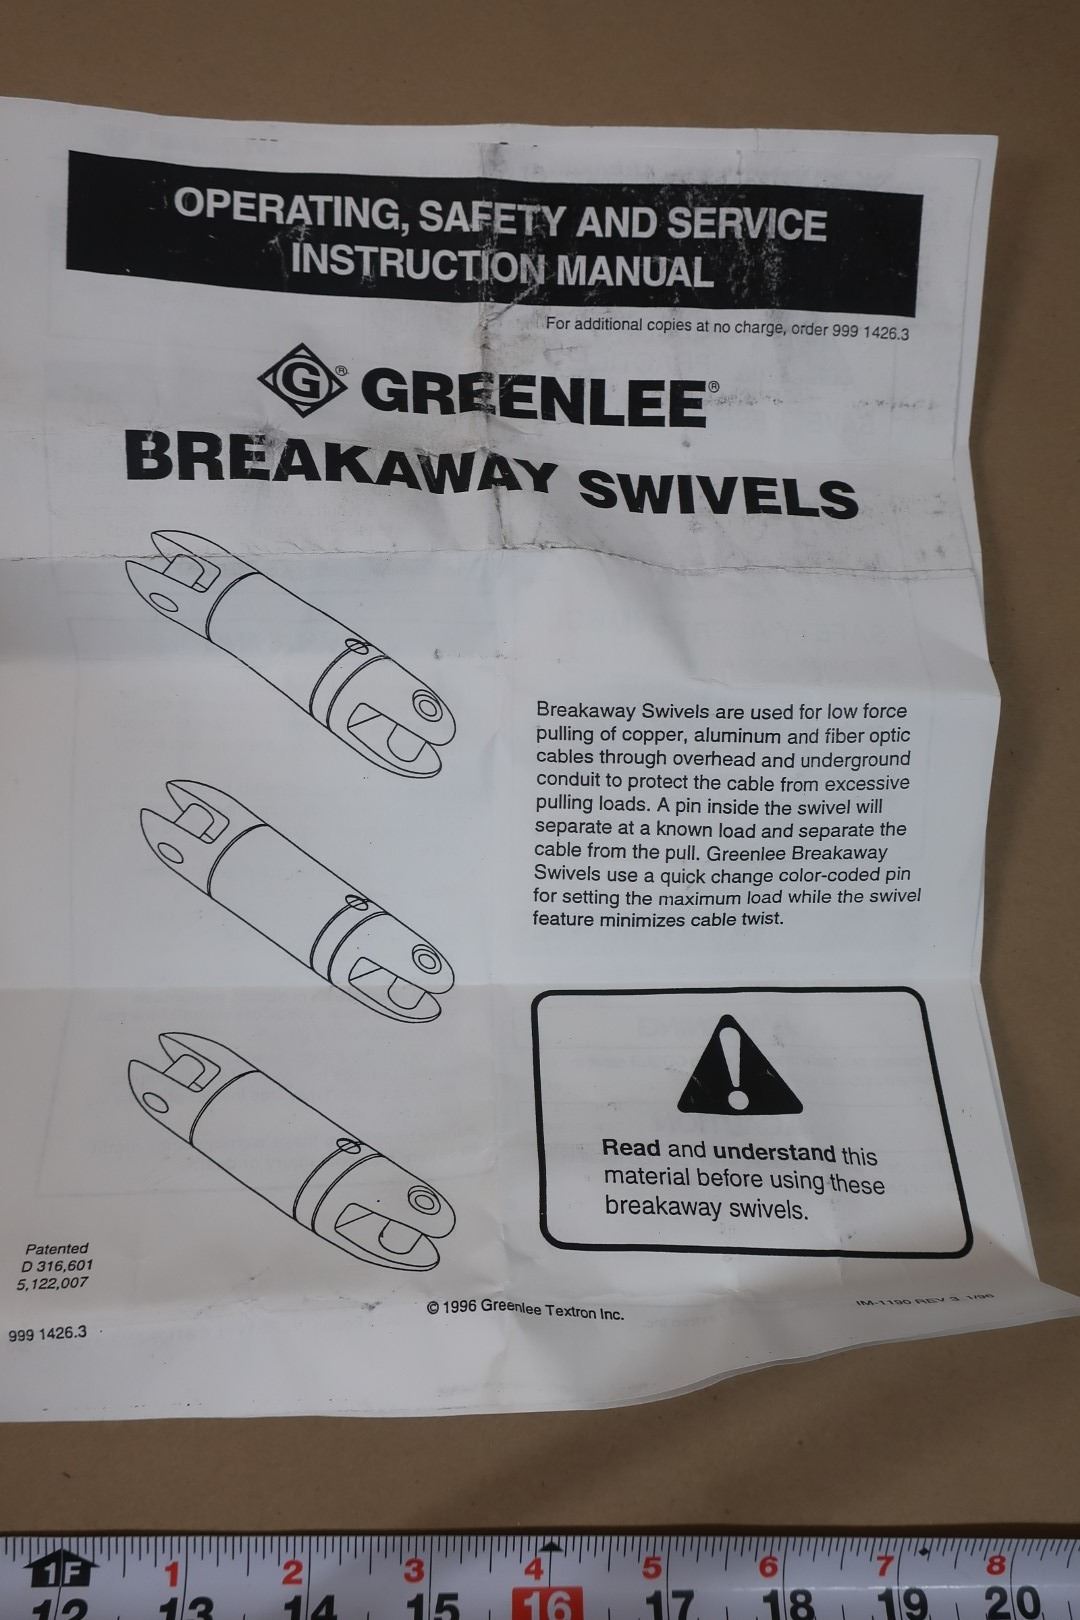 OPERATING, SAFETY AND SERVICE
INSTRUCTION MANUAL
For additional copies at no charge, order 999 1426.3
G® GREENLEE®
BREAKAWAY SWIVELS
Breakaway Swivels are used for low force
pulling of copper, aluminum and fiber optic
cables through overhead and underground
conduit to protect the cable from excessive
pulling loads. A pin inside the swivel will
separate at a known load and separate the
cable from the pull. Greenlee Breakaway
Swivels use a quick change color-coded pin
for setting the maximum load while the swivel
feature minimizes cable twist.
Read and understand this
material before using these
breakaway swivels.
Patented
D 316,601
5,122,007
© 1996 Greenlee Textron Inc.
IM-1190 REV 3 1/96
999 1426.3
1F 1 2 3 4 5 6 7 8
12 13 14 15 16 17 18 19 20